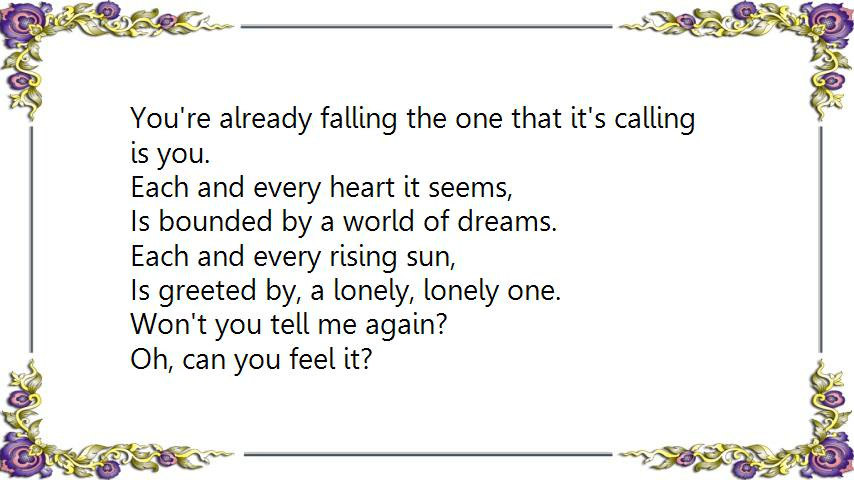 You're already falling the one that it's calling
is you.
Each and every heart it seems,
Is bounded by a world of dreams.
Each and every rising sun,
Is greeted by, a lonely, lonely one.
Won't you tell me again?
Oh, can you feel it?